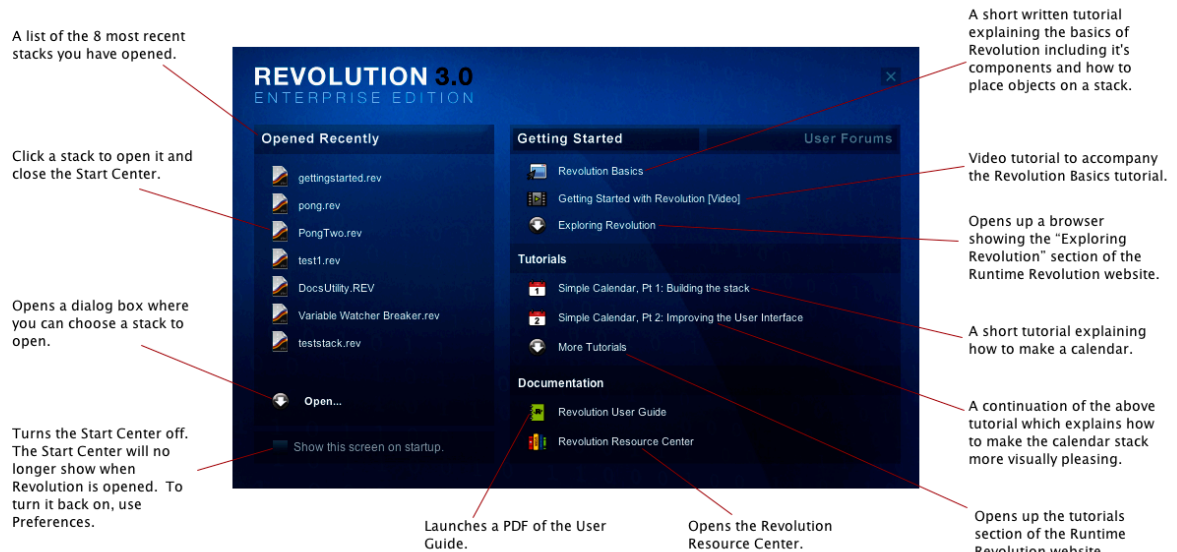 A list of the 8 most recent
stacks you have opened.
Click a stack to open it and
close the Start Center.
Opens a dialog box where
you can choose a stack to
open.
Turns the Start Center off.
The Start Center will no
longer show when
Revolution is opened.  To
turn it back on, use
Preferences.
REVOLUTION 3.0
ENTERPRISE EDITION
Opened Recently
gettingstarted.rev
pong.rev
PongTwo.rev
test1.rev
DocsUtility.REV
Variable Watcher Breaker.rev
teststack.rev
Open...
Show this screen on startup.
Getting Started
User Forums
Revolution Basics
Getting Started with Revolution [Video]
Exploring Revolution
Tutorials
1
Simple Calendar, Pt 1: Building the stack
2
Simple Calendar, Pt 2: Improving the User Interface
More Tutorials
Documentation
Revolution User Guide
Revolution Resource Center
Launches a PDF of the User
Guide.
Opens the Revolution
Resource Center.
A short written tutorial
explaining the basics of
Revolution including it's
components and how to
place objects on a stack.
Video tutorial to accompany
the Revolution Basics tutorial.
Opens up a browser
showing the “Exploring
Revolution” section of the
Runtime Revolution website.
A short tutorial explaining
how to make a calendar.
A continuation of the above
tutorial which explains how
to make the calendar stack
more visually pleasing.
Opens up the tutorials
section of the Runtime
Revolution website